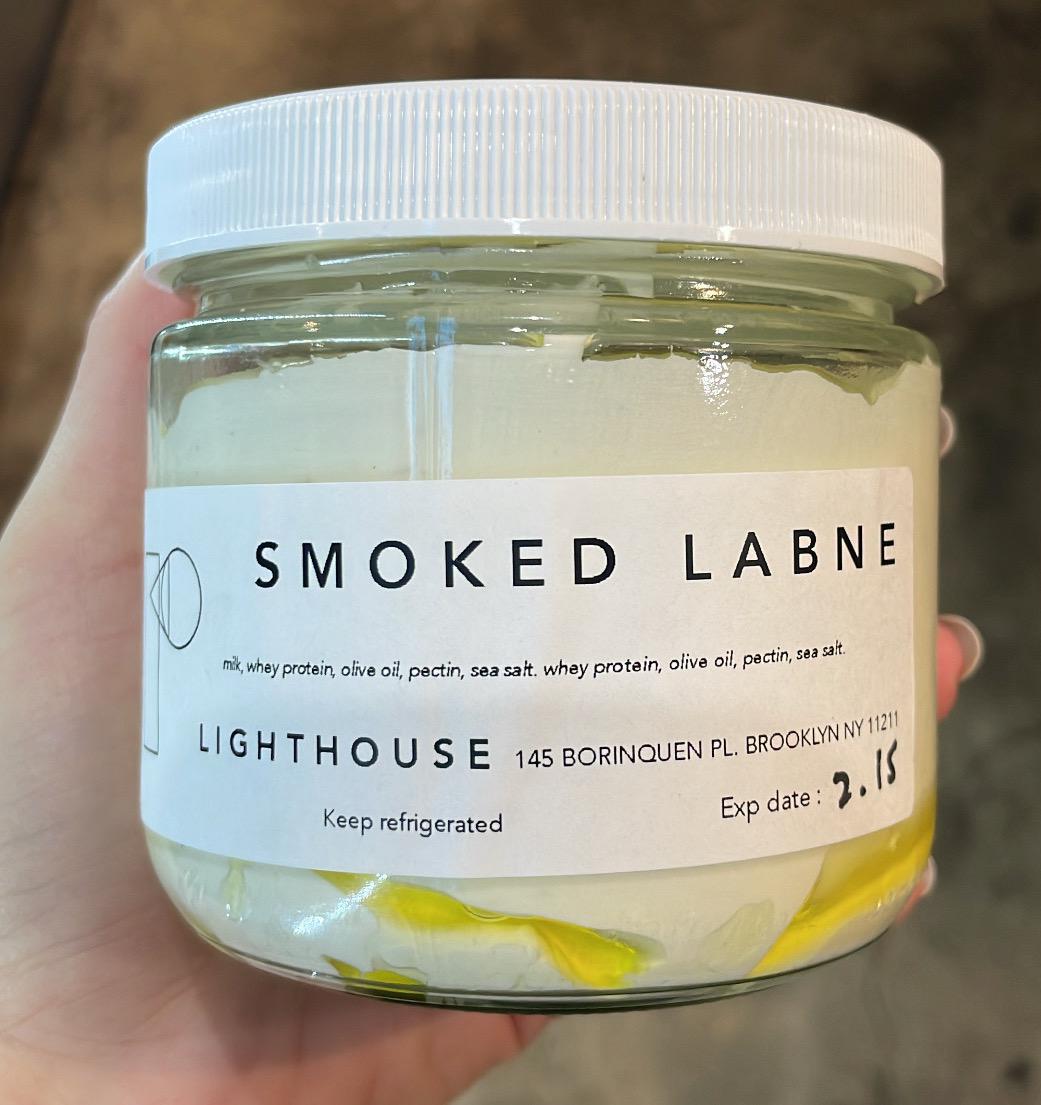 SMOKED LABNE
milk, whey protein, olive oil, pectin, sea salt. whey protein, olive oil, pectin, sea salt.
LIGHTHOUSE 145 BORINQUEN PL. BROOKLYN NY 11211
Keep refrigerated Exp date : 2.15